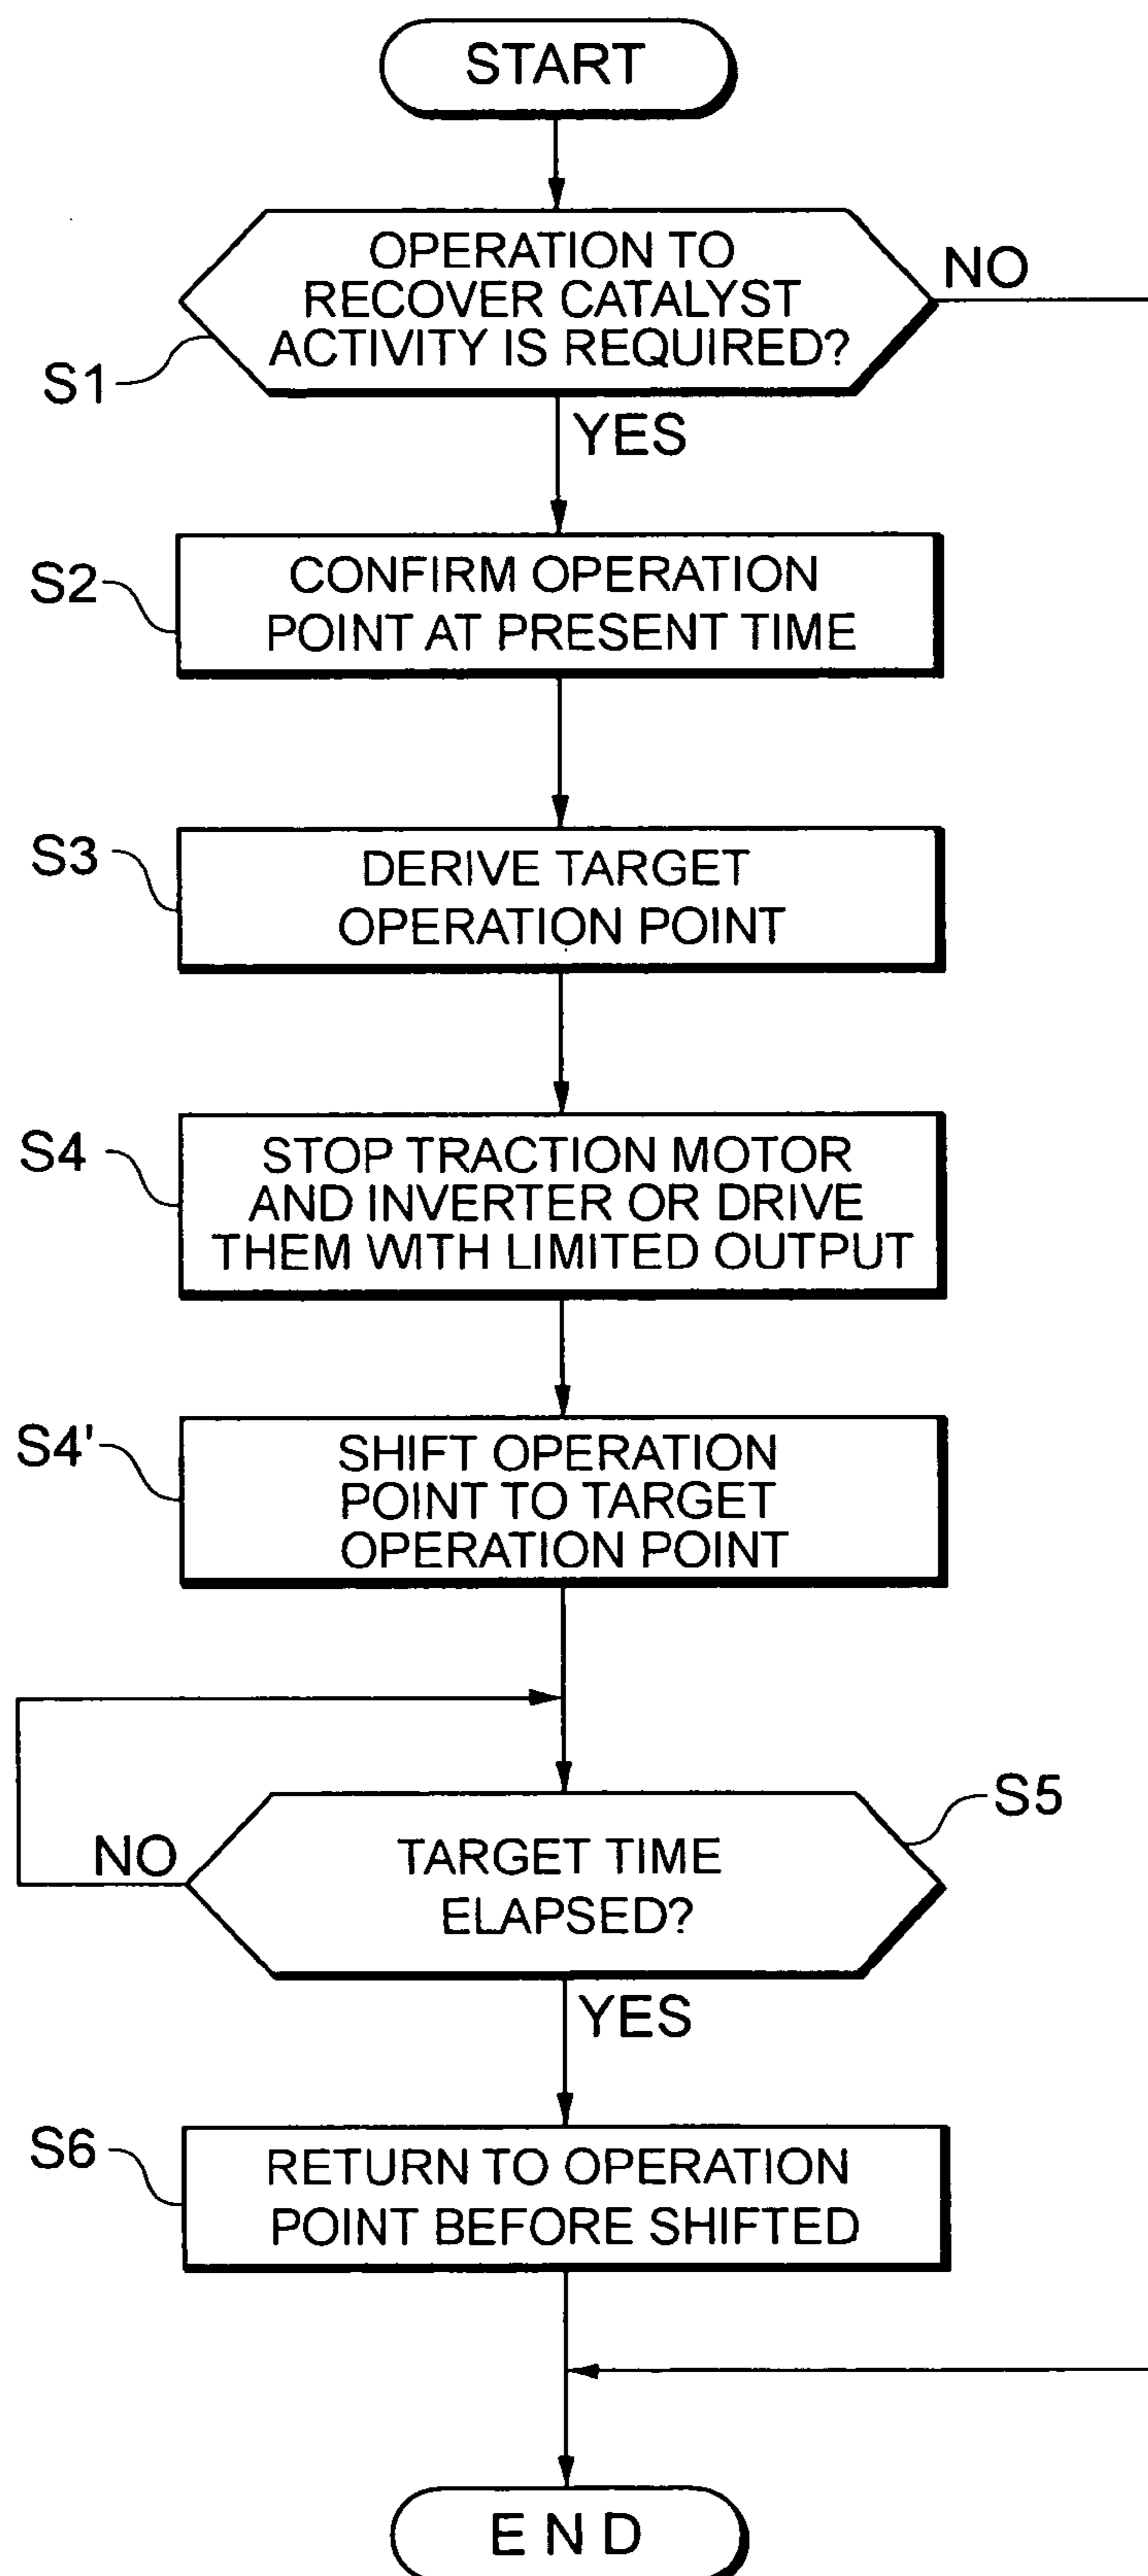 START
OPERATION TO
RECOVER CATALYST
ACTIVITY IS REQUIRED?
NO
S1
YES
S2
CONFIRM OPERATION
POINT AT PRESENT TIME
S3
DERIVE TARGET
OPERATION POINT
S4
STOP TRACTION MOTOR
AND INVERTER OR DRIVE
THEM WITH LIMITED OUTPUT
S4'
SHIFT OPERATION
POINT TO TARGET
OPERATION POINT
S5
NO
TARGET TIME
ELAPSED?
YES
S6
RETURN TO OPERATION
POINT BEFORE SHIFTED
END